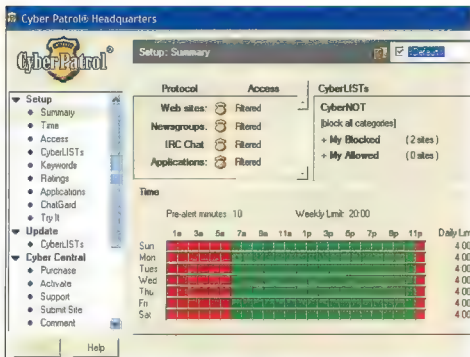 Cyber Patrol® Headquarters
CyberPatrol®
Setup: Summary
Default
Setup
Summary
Time
Access
CyberLISTs
Keywords
Ratings
Applications
ChatGard
Try It
Update
CyberLISTs
Cyber Central
Purchase
Activate
Support
Submit Site
Comment
Help
Protocol Access
Web sites: Filtered
Newsgroups: Filtered
IRC Chat Filtered
Applications: Filtered
CyberLISTs
CyberNOT
[block all categories]
+ My Blocked (2 sites)
+ My Allowed (0 sites)
Time
Pre-alert minutes: 10 Weekly Limit: 20:00
1a 3a 5a 7a 9a 11a 1p 3p 5p 7p 9p 11p Daily Lim
Sun 4:00
Mon 4:00
Tues 4:00
Wed 4:00
Thu 4:00
Fri 4:00
Sat 4:00